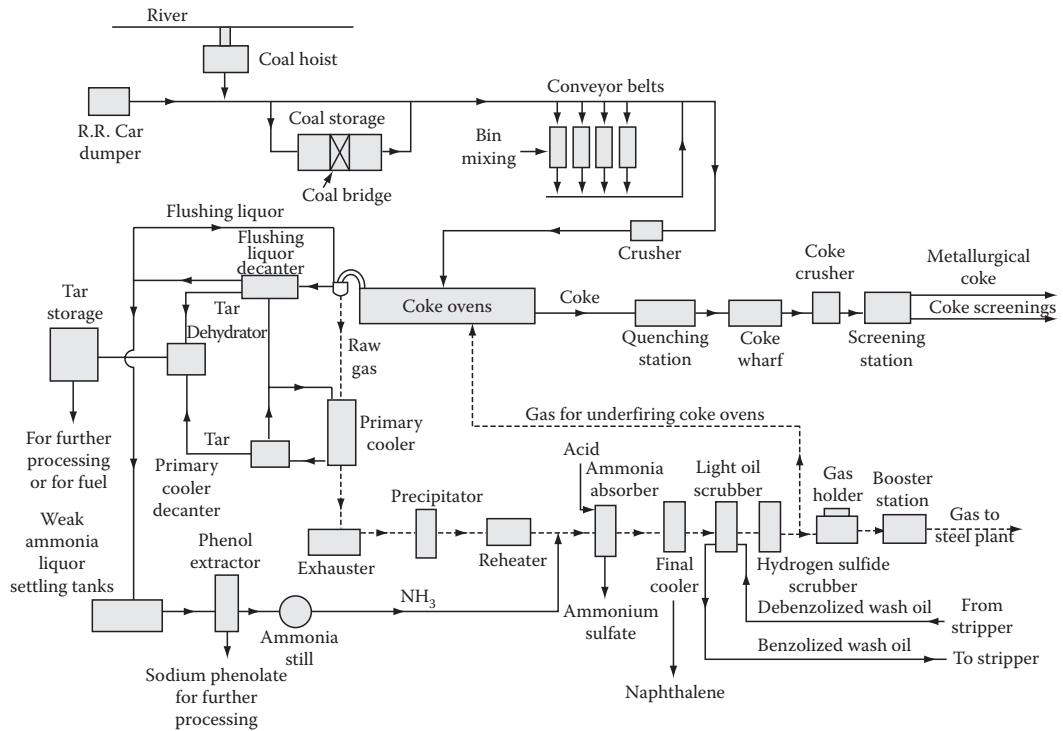 River
Coal hoist
R.R. Car
dumper
Coal storage
Coal bridge
Conveyor belts
Bin
mixing
Crusher
Flushing liquor
Flushing
liquor
decanter
Tar
storage
Tar
Dehydrator
Coke ovens
Coke
Quenching
station
Coke
wharf
Coke
crusher
Screening
station
Metallurgical
coke
Coke screenings
Raw
gas
Primary
cooler
Gas for underfiring coke ovens
For further
processing
or for fuel
Tar
Primary
cooler
decanter
Weak
ammonia
liquor
settling tanks
Phenol
extractor
Exhauster
Precipitator
Reheater
Acid
Ammonia
absorber
Light oil
scrubber
Gas
holder
Booster
station
Gas to
steel plant
Final
cooler
Hydrogen sulfide
scrubber
NH3
Ammonia
still
Ammonium
sulfate
Debenzolized wash oil
From
stripper
Benzolized wash oil
To stripper
Sodium phenolate
for further
processing
Naphthalene